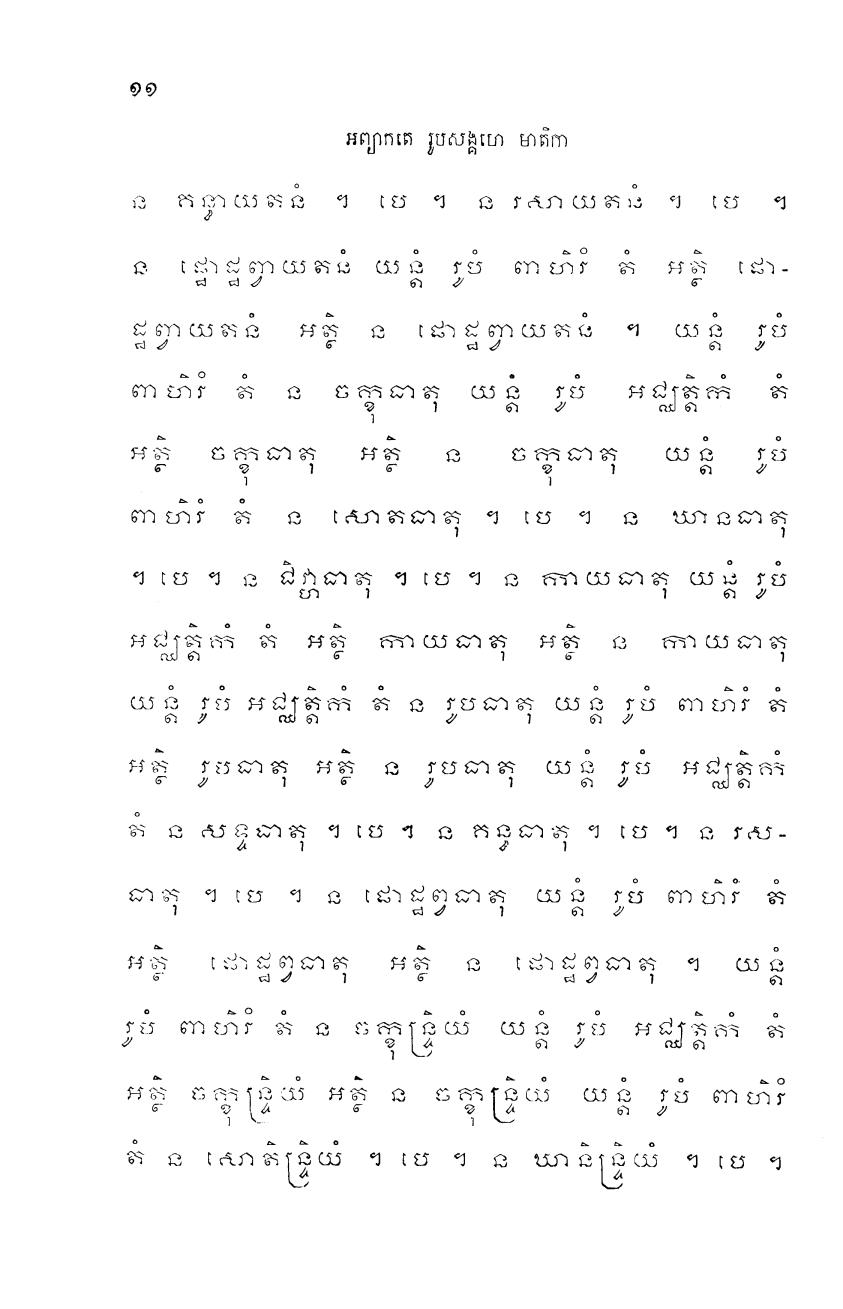 ១១
អព្យាកតេ រូបសង្គហេ មាតិកា
ន គន្ធាយតនំ ។ បេ ។ ន រសាយតនំ ។ បេ ។
ន ផោដ្ឋព្វាយតនំ យន្តំ រូបំ ពាហិរំ តំ អត្ថិ ផោ-
ដ្ឋព្វាយតនំ អត្ថិ ន ផោដ្ឋព្វាយតនំ ។ យន្តំ រូបំ
ពាហិរំ តំ ន ចក្ខុធាតុ យន្តំ រូបំ អជ្ឈត្តិកំ តំ
អត្ថិ ចក្ខុធាតុ អត្ថិ ន ចក្ខុធាតុ យន្តំ រូបំ
ពាហិរំ តំ ន សោតធាតុ ។ បេ ។ ន ឃានធាតុ
។ បេ ។ ន ជិវ្ហាធាតុ ។ បេ ។ ន កាយធាតុ យន្តំ រូបំ
អជ្ឈត្តិកំ តំ អត្ថិ កាយធាតុ អត្ថិ ន កាយធាតុ
យន្តំ រូបំ អជ្ឈត្តិកំ តំ ន រូបធាតុ យន្តំ រូបំ ពាហិរំ តំ
អត្ថិ រូបធាតុ អត្ថិ ន រូបធាតុ យន្តំ រូបំ អជ្ឈត្តិកំ
តំ ន សទ្ទធាតុ ។ បេ ។ ន គន្ធធាតុ ។ បេ ។ ន រស-
ធាតុ ។ បេ ។ ន ផោដ្ឋព្វធាតុ យន្តំ រូបំ ពាហិរំ តំ
អត្ថិ ផោដ្ឋព្វធាតុ អត្ថិ ន ផោដ្ឋព្វធាតុ ។ យន្តំ
រូបំ ពាហិរំ តំ ន ចក្ខុន្ទ្រិយំ យន្តំ រូបំ អជ្ឈត្តិកំ តំ
អត្ថិ ចក្ខុន្ទ្រិយំ អត្ថិ ន ចក្ខុន្ទ្រិយំ យន្តំ រូបំ ពាហិរំ
តំ ន សោតិន្ទ្រិយំ ។ បេ ។ ន ឃានិន្ទ្រិយំ ។ បេ ។